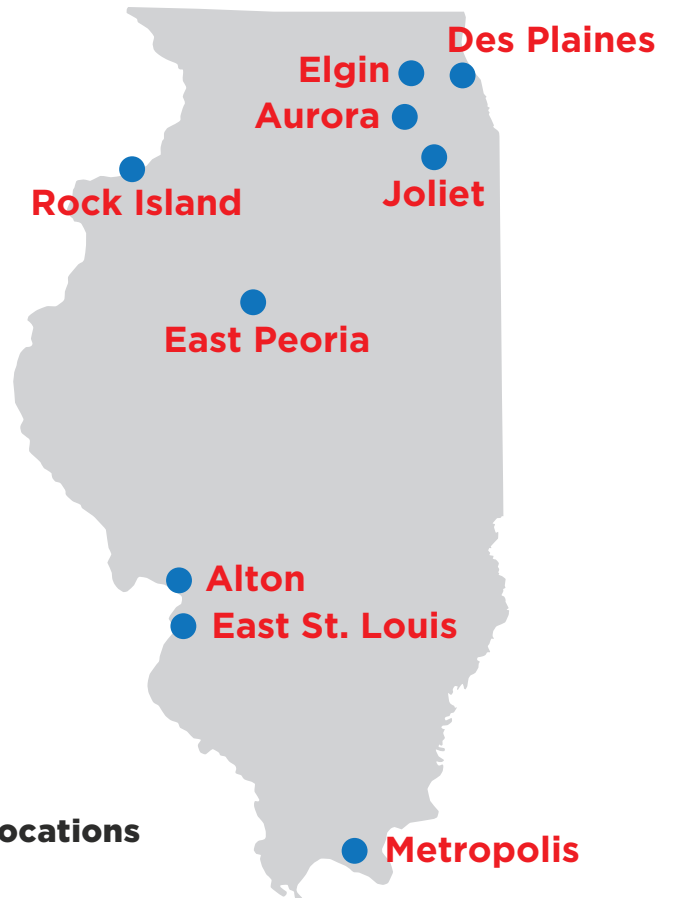 Des Plaines
Elgin
Aurora
Joliet
Rock Island
East Peoria
Alton
East St. Louis
ocations
Metropolis